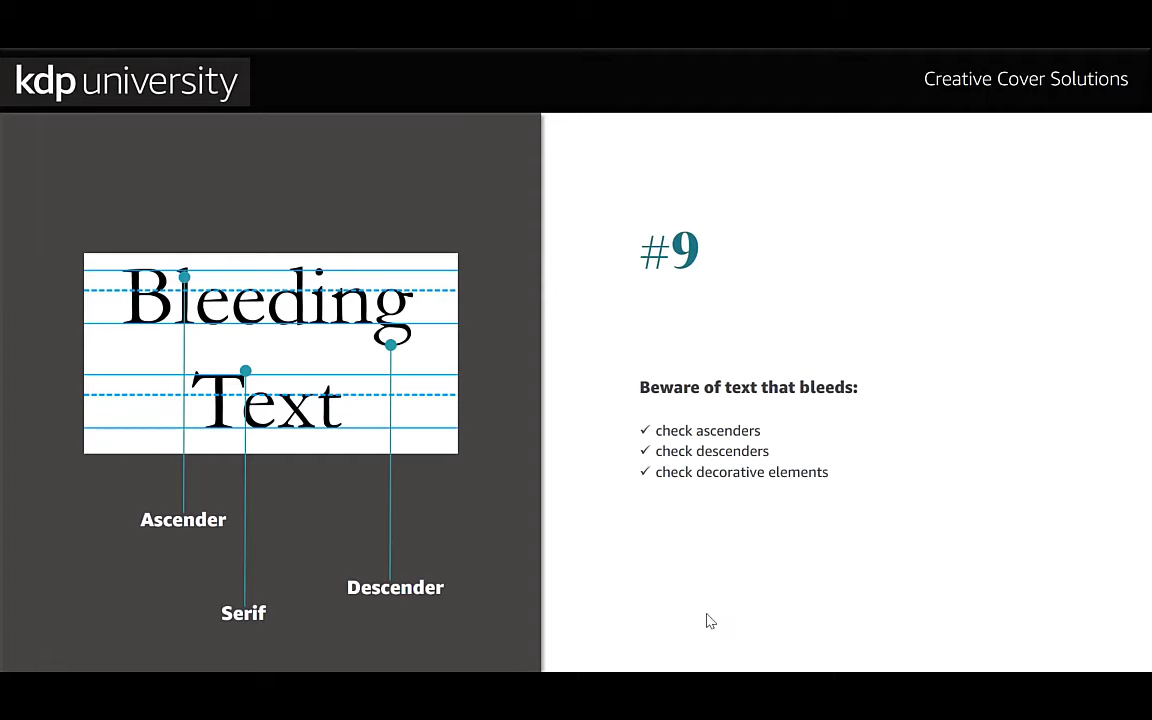 kdp university
Creative Cover Solutions
Bleeding
Text
Ascender
Descender
Serif
#9
Beware of text that bleeds:
✓ check ascenders
✓ check descenders
✓ check decorative elements